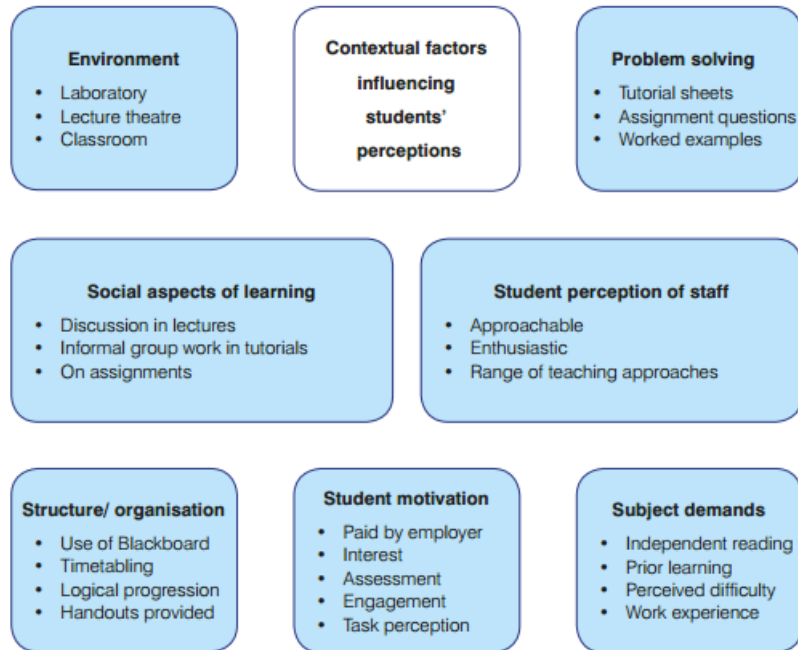 Environment
• Laboratory
• Lecture theatre
• Classroom
Contextual factors
influencing
students'
perceptions
Problem solving
• Tutorial sheets
• Assignment questions
• Worked examples
Social aspects of learning
• Discussion in lectures
• Informal group work in tutorials
• On assignments
Student perception of staff
• Approachable
• Enthusiastic
• Range of teaching approaches
Structure/ organisation
• Use of Blackboard
• Timetabling
• Logical progression
• Handouts provided
Student motivation
• Paid by employer
• Interest
• Assessment
• Engagement
• Task perception
Subject demands
• Independent reading
• Prior learning
• Perceived difficulty
• Work experience